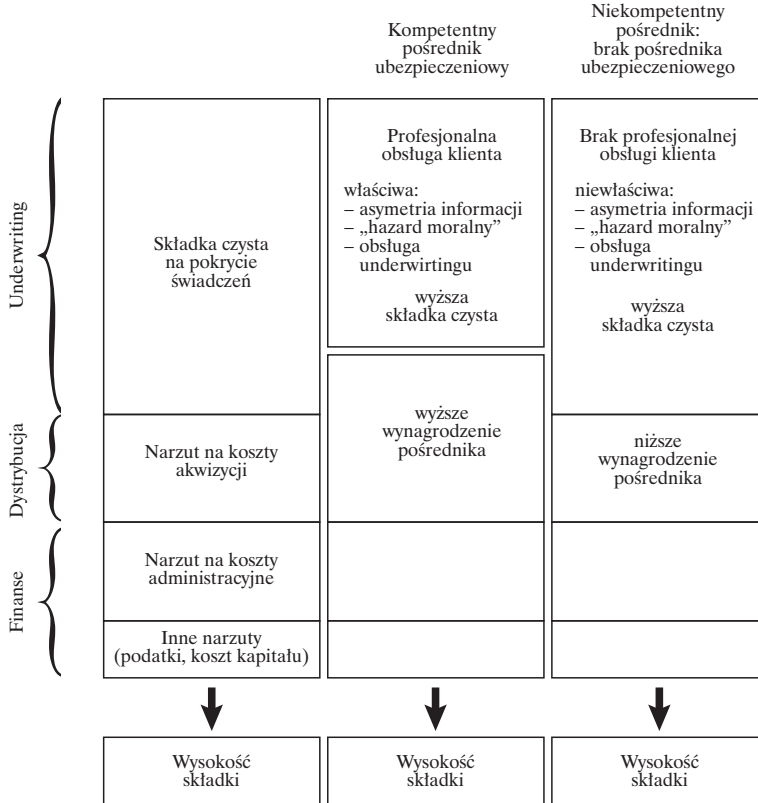 Kompetentny
pośrednik
ubezpieczeniowy
Niekompetentny
pośrednik:
brak pośrednika
ubezpieczeniowego
Underwriting
Składka czysta
na pokrycie
świadczeń
Profesjonalna
obsługa klienta
właściwa:
– asymetria informacji
– „hazard moralny”
– obsługa
underwirtingu
wyższa
składka czysta
Brak profesjonalnej
obsługi klienta
niewłaściwa:
– asymetria informacji
– „hazard moralny”
– obsługa
underwritingu
wyższa
składka czysta
Dystrybucja
Narzut na koszty
akwizycji
wyższe
wynagrodzenie
pośrednika
niższe
wynagrodzenie
pośrednika
Finanse
Narzut na koszty
administracyjne
Inne narzuty
(podatki, koszt kapitału)
Wysokość
składki
Wysokość
składki
Wysokość
składki